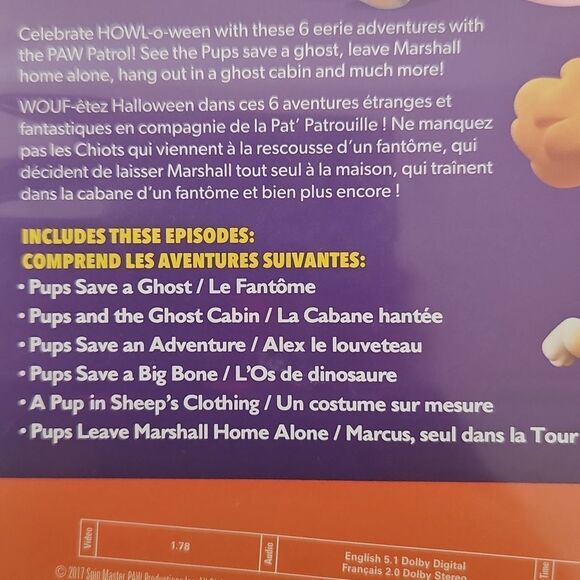 Celebrate HOWL-o-ween with these 6 eerie adventures with
the PAW Patrol! See the Pups save a ghost, leave Marshall
home alone, hang out in a ghost cabin and much more!
WOUF-êtez Halloween dans ces 6 aventures étranges et
fantastiques en compagnie de la Pat' Patrouille ! Ne manquez
pas les Chiots qui viennent à la rescousse d'un fantôme, qui
décident de laisser Marshall tout seul à la maison, qui traînent
dans la cabane d'un fantôme et bien plus encore !
INCLUDES THESE EPISODES:
COMPREND LES AVENTURES SUIVANTES:
• Pups Save a Ghost / Le Fantôme
• Pups and the Ghost Cabin / La Cabane hantée
• Pups Save an Adventure / Alex le louveteau
• Pups Save a Big Bone / L'Os de dinosaure
• A Pup in Sheep's Clothing / Un costume sur mesure
• Pups Leave Marshall Home Alone / Marcus, seul dans la Tour
Video
1.78
Audio
English 5.1 Dolby Digital
Français 2.0 Dolby Stereo
© 2017 Spin Master PAW Productions